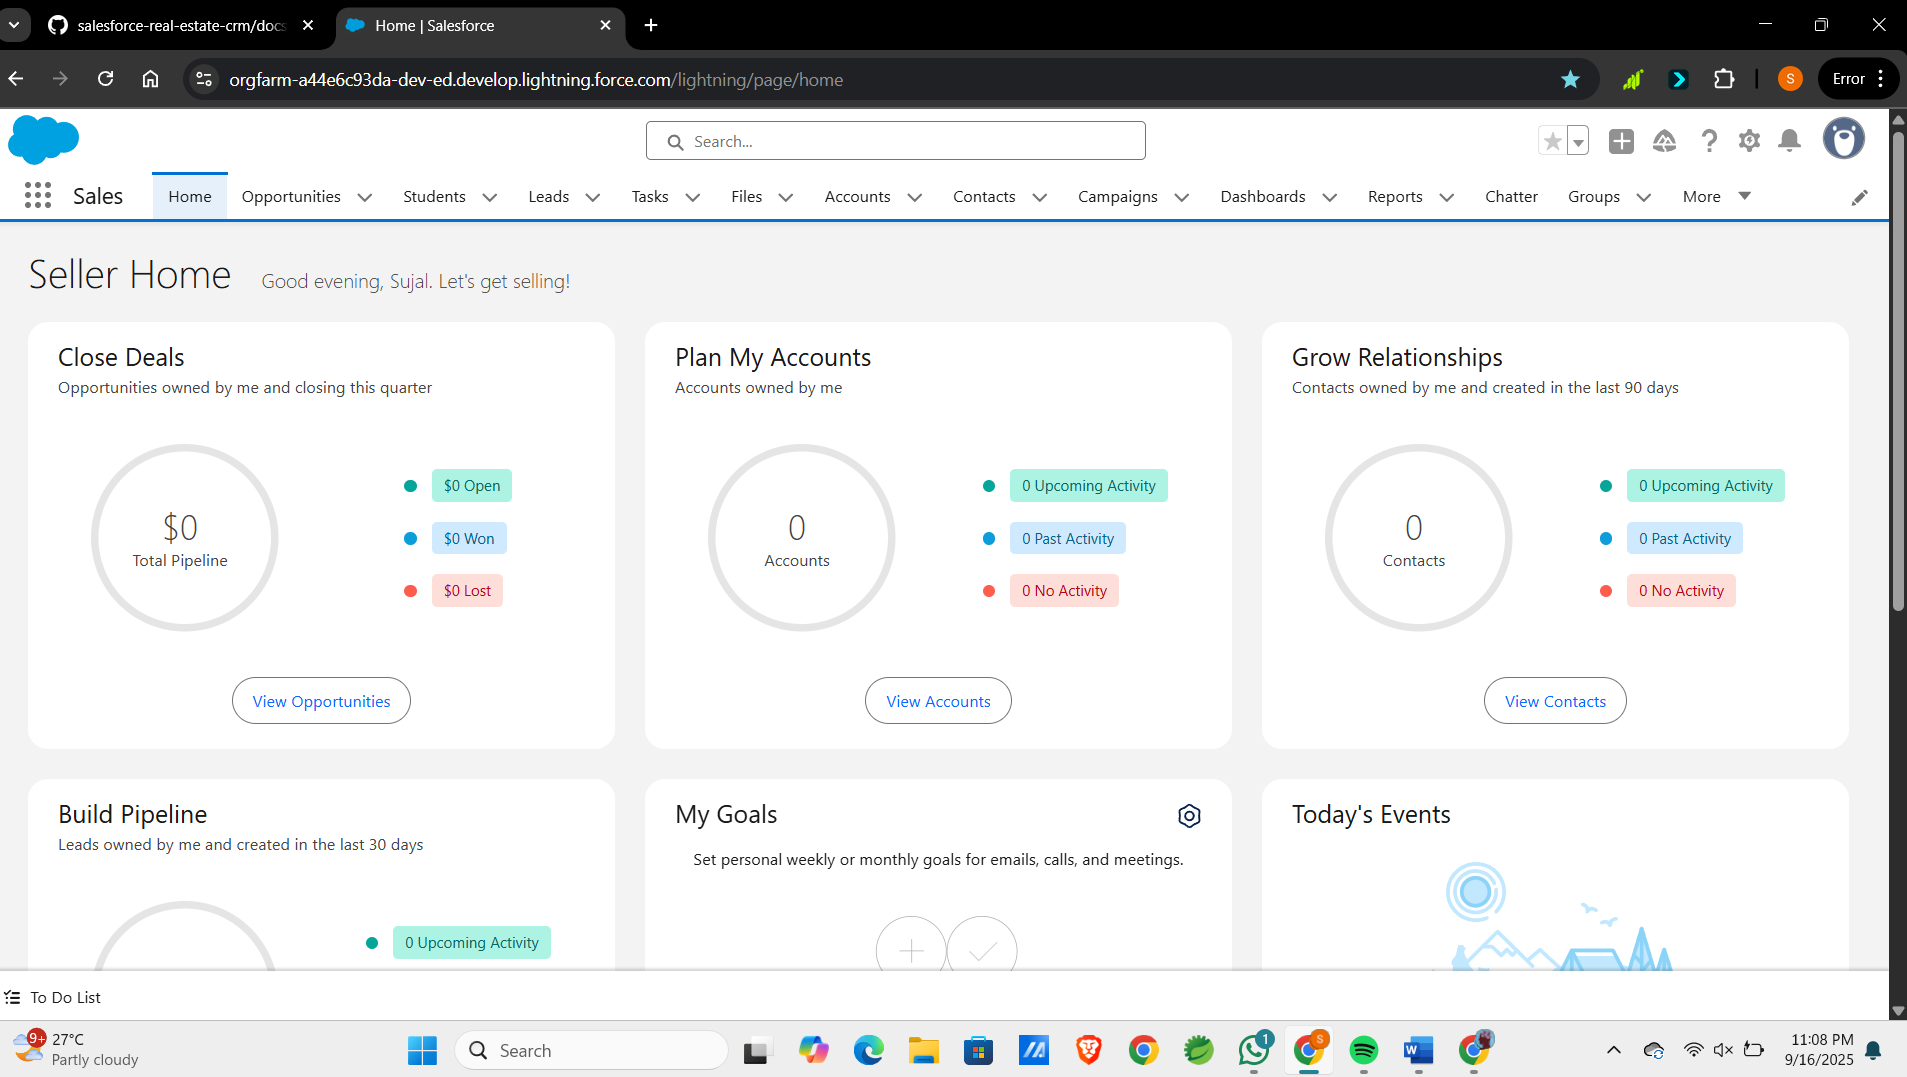 salesforce-real-estate-crm/docs
Home | Salesforce
orgfarm-a44e6c93da-dev-ed.develop.lightning.force.com/lightning/page/home
S
Error
Search...
Sales
Home
Opportunities
Students
Leads
Tasks
Files
Accounts
Contacts
Campaigns
Dashboards
Reports
Chatter
Groups
More
Seller Home
Good evening, Sujal. Let's get selling!
Close Deals
Opportunities owned by me and closing this quarter
$0
Total Pipeline
$0 Open
$0 Won
$0 Lost
View Opportunities
Plan My Accounts
Accounts owned by me
0
Accounts
0 Upcoming Activity
0 Past Activity
0 No Activity
View Accounts
Grow Relationships
Contacts owned by me and created in the last 90 days
0
Contacts
0 Upcoming Activity
0 Past Activity
0 No Activity
View Contacts
Build Pipeline
Leads owned by me and created in the last 30 days
0 Upcoming Activity
My Goals
Set personal weekly or monthly goals for emails, calls, and meetings.
Today's Events
To Do List
9+
27°C
Partly cloudy
Search
1
S
W
11:08 PM
9/16/2025